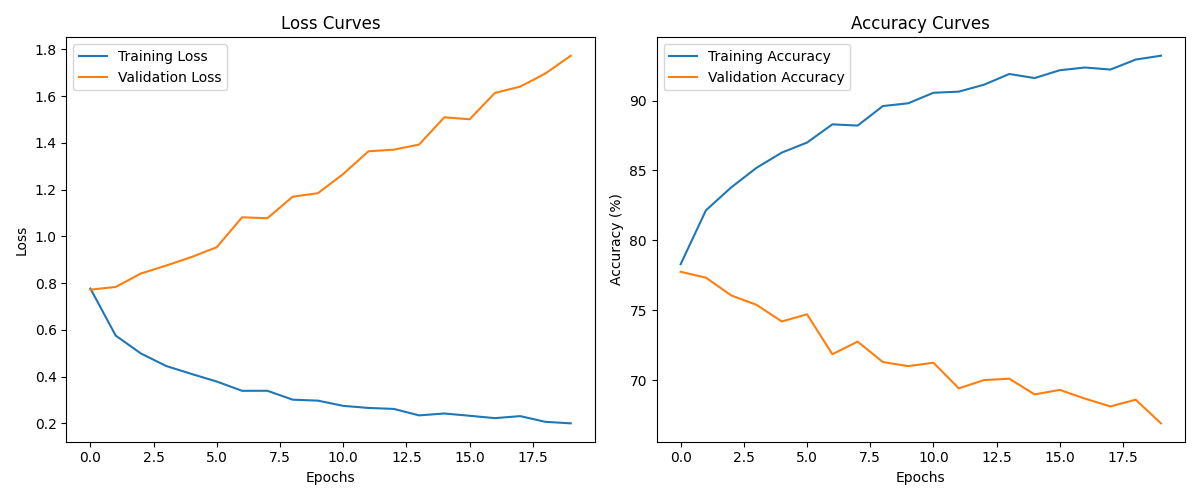 Loss Curves
Training Loss
Validation Loss
Loss
1.8
1.6
1.4
1.2
1.0
0.8
0.6
0.4
0.2
0.0 2.5 5.0 7.5 10.0 12.5 15.0 17.5
Epochs
Accuracy Curves
Training Accuracy
Validation Accuracy
Accuracy (%)
90
85
80
75
70
0.0 2.5 5.0 7.5 10.0 12.5 15.0 17.5
Epochs